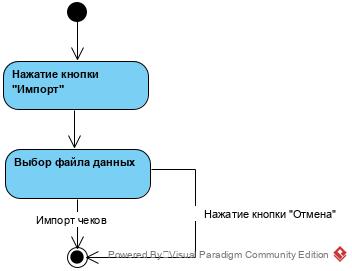 Нажатие кнопки
"Импорт"
Выбор файла данных
Импорт чеков
Нажатие кнопки "Отмена"
Powered By Visual Paradigm Community Edition